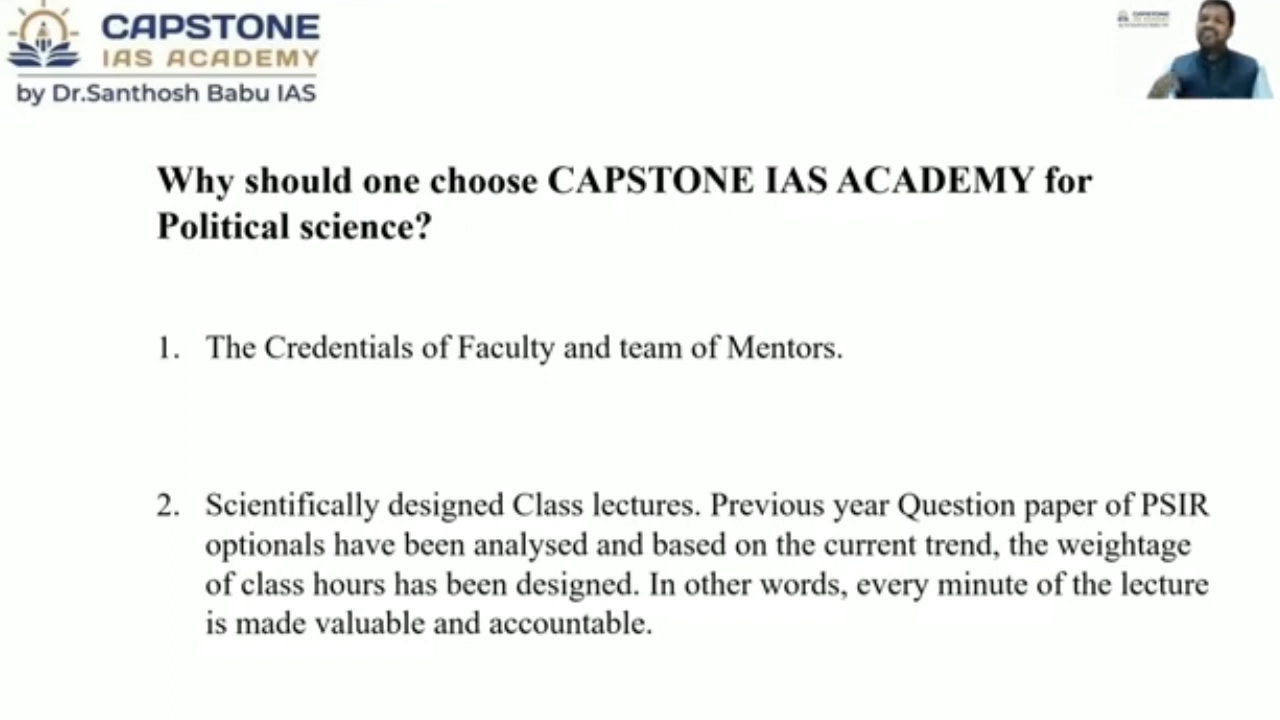 CAPSTONE
IAS ACADEMY
by Dr.Santhosh Babu IAS
Why should one choose CAPSTONE IAS ACADEMY for
Political science?
1. The Credentials of Faculty and team of Mentors.
2. Scientifically designed Class lectures. Previous year Question paper of PSIR
optionals have been analysed and based on the current trend, the weightage
of class hours has been designed. In other words, every minute of the lecture
is made valuable and accountable.